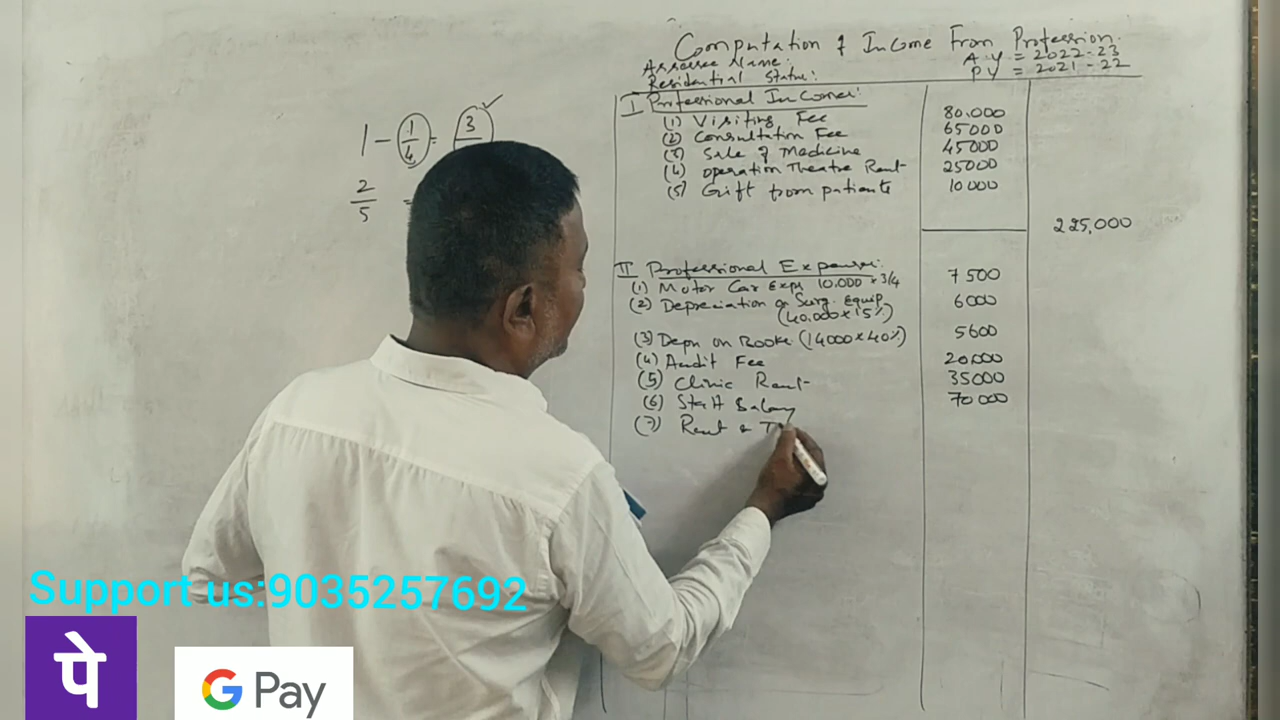 Computation of Income From Profession.
Assessee Name:
A Y = 2022-23
Residential Status:
P Y = 2021-22
I Professional Income:
(1) Visiting Fee 80,000
(2) Consultation Fee 65000
(3) Sale of Medicine 45000
(4) Operation Theatre Rent 25000
(5) Gift from patients 10000
225,000
II Professional Expenses:
(1) Motor Car Exps 10,000 × 3/4 7500
(2) Depreciation on Surg. Equip 6000
(40,000 × 15%)
(3) Depn on Books (14000 × 40%) 5600
(4) Audit Fee 20,000
(5) Clinic Rent 35000
(6) Staff Salary 70000
(7) Rent & T
1 - 1/4 = 3
2/5 =
Support us:9035257692
पे
G Pay